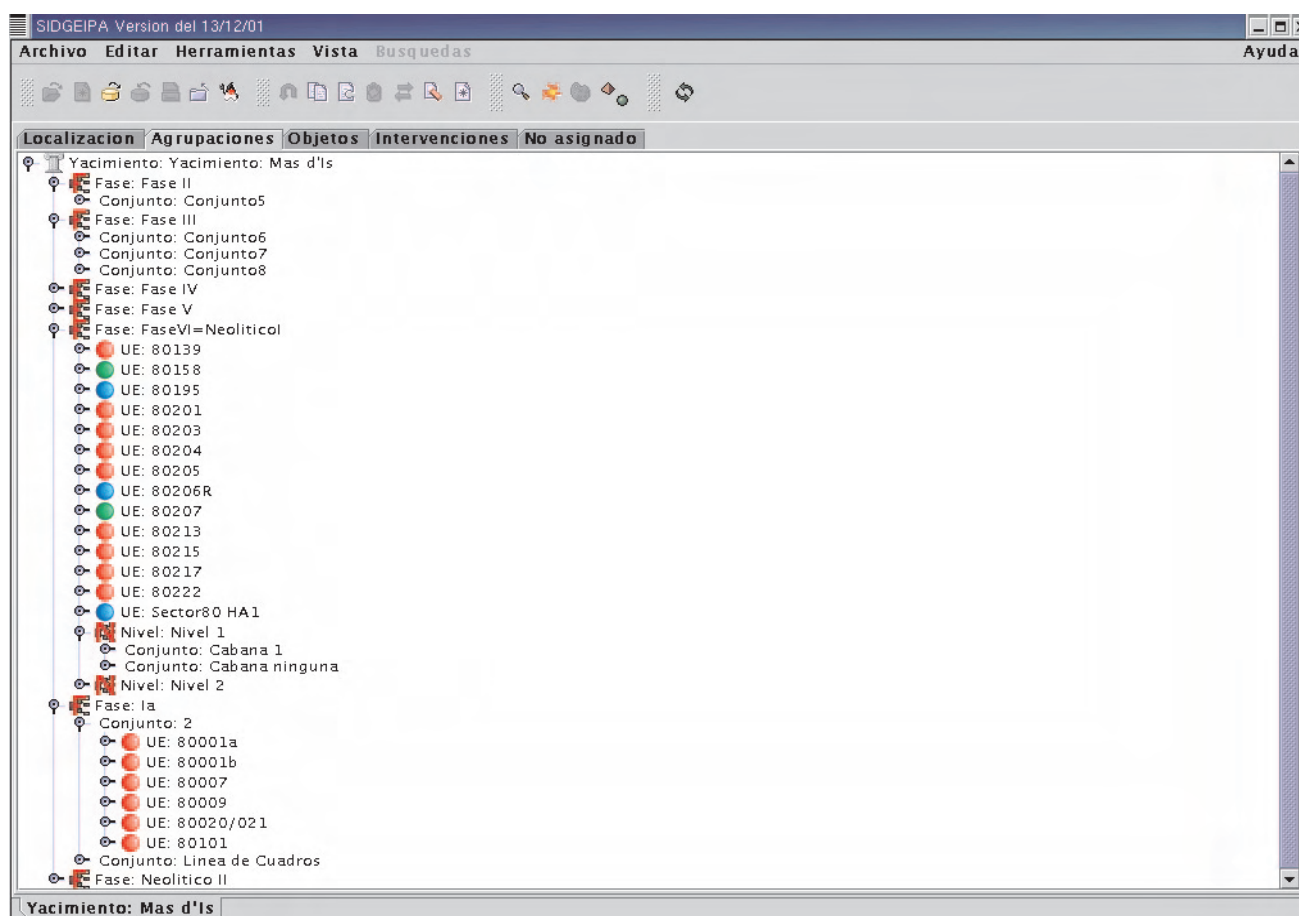 SIDGEIPA Version del 13/12/01
Archivo Editar Herramientas Vista Busquedas Ayuda
Localizacion Agrupaciones Objetos Intervenciones No asignado
Yacimiento: Yacimiento: Mas d'Is
Fase: Fase II
Conjunto: Conjunto5
Fase: Fase III
Conjunto: Conjunto6
Conjunto: Conjunto7
Conjunto: Conjunto8
Fase: Fase IV
Fase: Fase V
Fase: FaseVI=NeoliticoI
UE: 80139
UE: 80158
UE: 80195
UE: 80201
UE: 80203
UE: 80204
UE: 80205
UE: 80206R
UE: 80207
UE: 80213
UE: 80215
UE: 80217
UE: 80222
UE: Sector80 HA1
Nivel: Nivel 1
Conjunto: Cabana 1
Conjunto: Cabana ninguna
Nivel: Nivel 2
Fase: Ia
Conjunto: 2
UE: 80001a
UE: 80001b
UE: 80007
UE: 80009
UE: 80020/021
UE: 80101
Conjunto: Linea de Cuadros
Fase: Neolitico II
Yacimiento: Mas d'Is